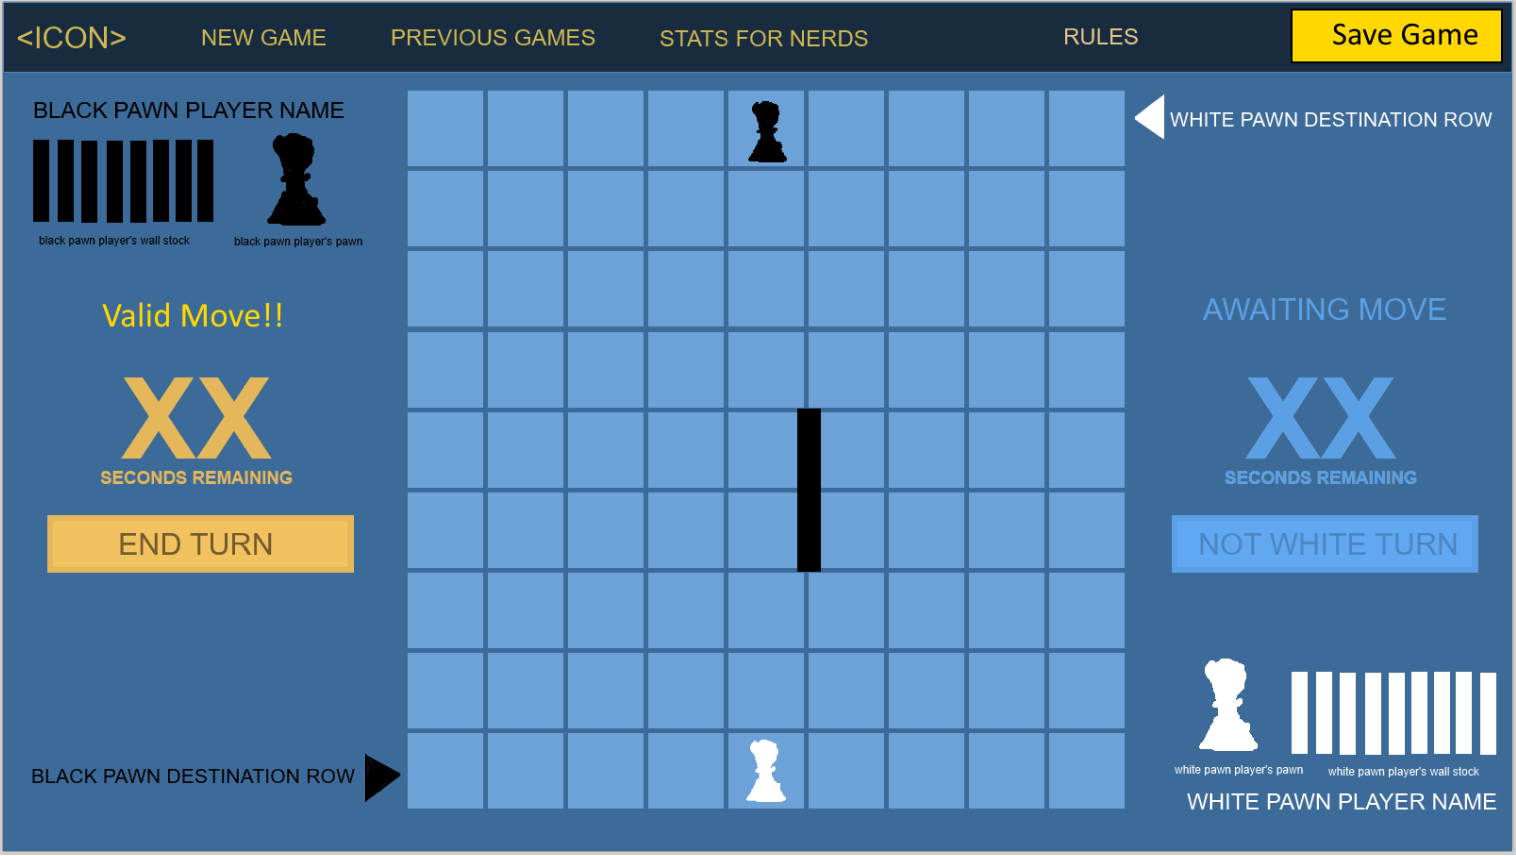 <ICON>
NEW GAME
PREVIOUS GAMES
STATS FOR NERDS
RULES
Save Game
BLACK PAWN PLAYER NAME
black pawn player's wall stock
black pawn player's pawn
WHITE PAWN DESTINATION ROW
Valid Move!!
XX
SECONDS REMAINING
END TURN
AWAITING MOVE
XX
SECONDS REMAINING
NOT WHITE TURN
BLACK PAWN DESTINATION ROW
white pawn player's pawn
white pawn player's wall stock
WHITE PAWN PLAYER NAME